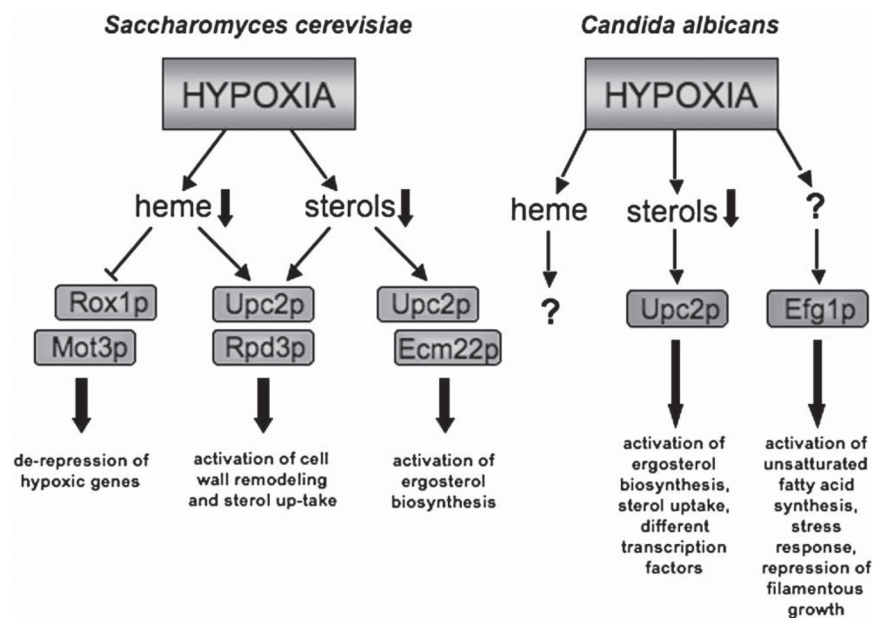 Saccharomyces cerevisiae
HYPOXIA
heme
sterols
Rox1p
Mot3p
Upc2p
Rpd3p
Upc2p
Ecm22p
de-repression of
hypoxic genes
activation of cell
wall remodeling
and sterol up-take
activation of
ergosterol
biosynthesis
Candida albicans
HYPOXIA
heme
sterols
?
?
Upc2p
Efg1p
activation of
ergosterol
biosynthesis,
sterol uptake,
different
transcription
factors
activation of
unsatturated
fatty acid
synthesis,
stress
response,
repression of
filamentous
growth